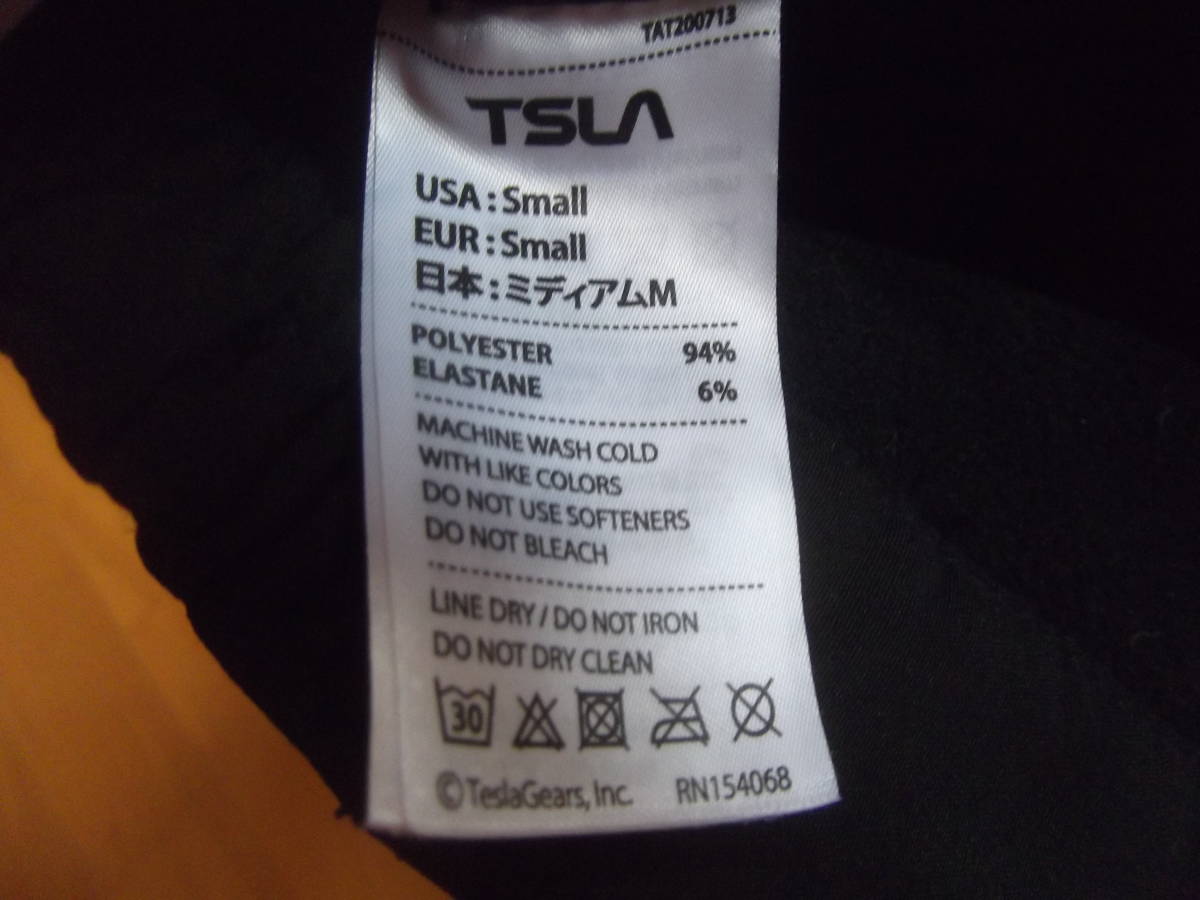 TAT200713
TSLA
USA : Small
EUR : Small
日本 : ミディアムM
POLYESTER 94%
ELASTANE 6%
MACHINE WASH COLD
WITH LIKE COLORS
DO NOT USE SOFTENERS
DO NOT BLEACH
LINE DRY / DO NOT IRON
DO NOT DRY CLEAN
30
©TeslaGears, Inc. RN154068